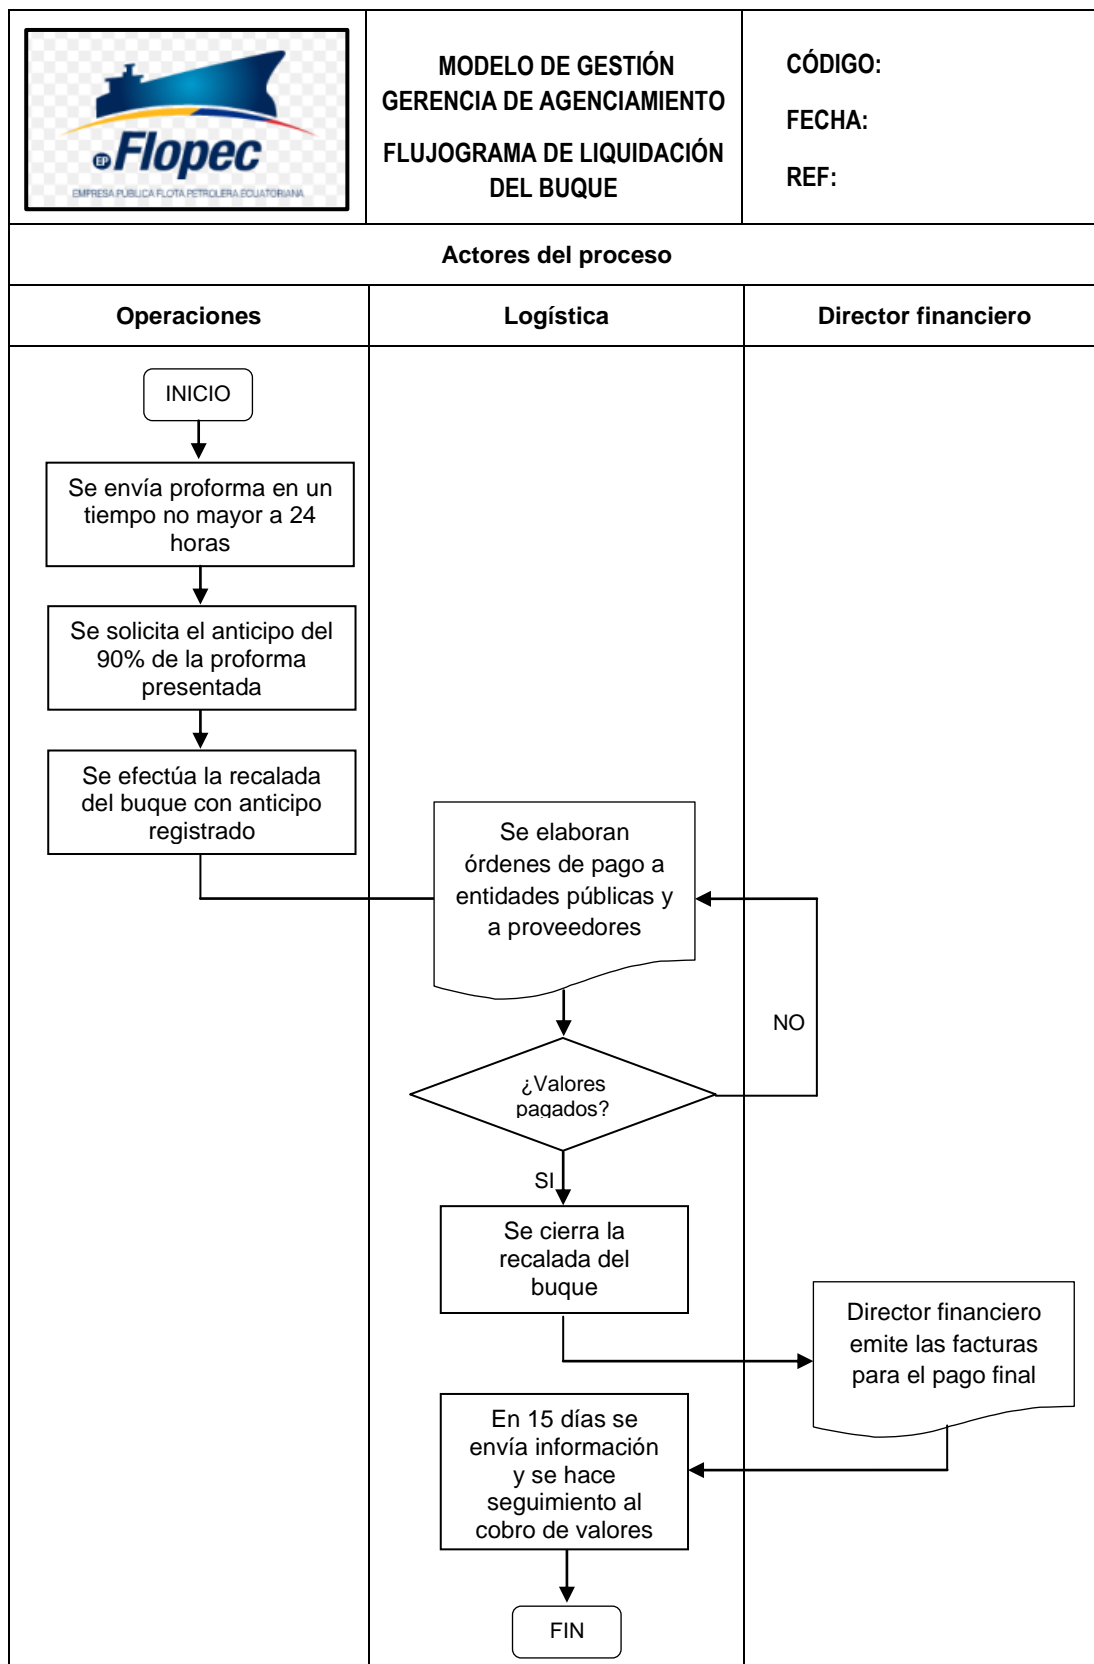 EP Flopec
EMPRESA PÚBLICA FLOTA PETROLERA ECUATORIANA
MODELO DE GESTIÓN
GERENCIA DE AGENCIAMIENTO
FLUJOGRAMA DE LIQUIDACIÓN
DEL BUQUE
CÓDIGO:
FECHA:
REF:
Actores del proceso
Operaciones
Logística
Director financiero
INICIO
Se envía proforma en un
tiempo no mayor a 24
horas
Se solicita el anticipo del
90% de la proforma
presentada
Se efectúa la recalada
del buque con anticipo
registrado
Se elaboran
órdenes de pago a
entidades públicas y
a proveedores
NO
¿Valores
pagados?
SI
Se cierra la
recalada del
buque
Director financiero
emite las facturas
para el pago final
En 15 días se
envía información
y se hace
seguimiento al
cobro de valores
FIN